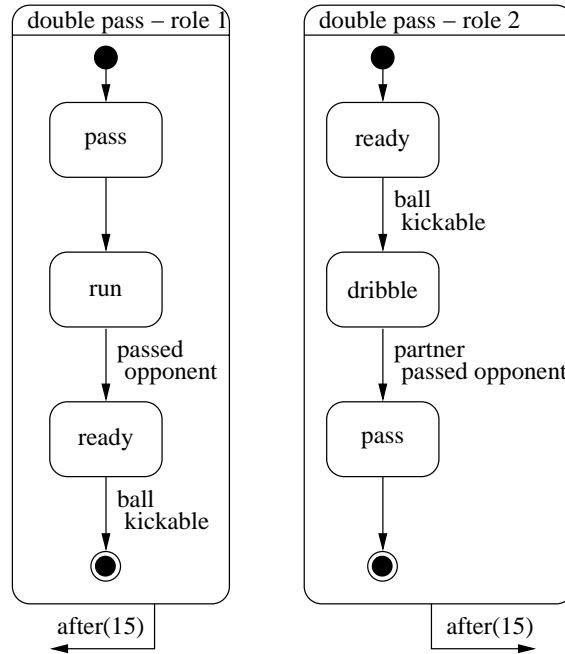 double pass – role 1
pass
run
passed
opponent
ready
ball
kickable
after(15)
double pass – role 2
ready
ball
kickable
dribble
partner
passed opponent
pass
after(15)